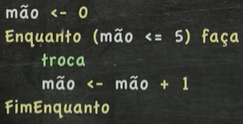 mão <- 0
Enquanto (mão <= 5) faça
troca
mão <- mão + 1
FimEnquanto